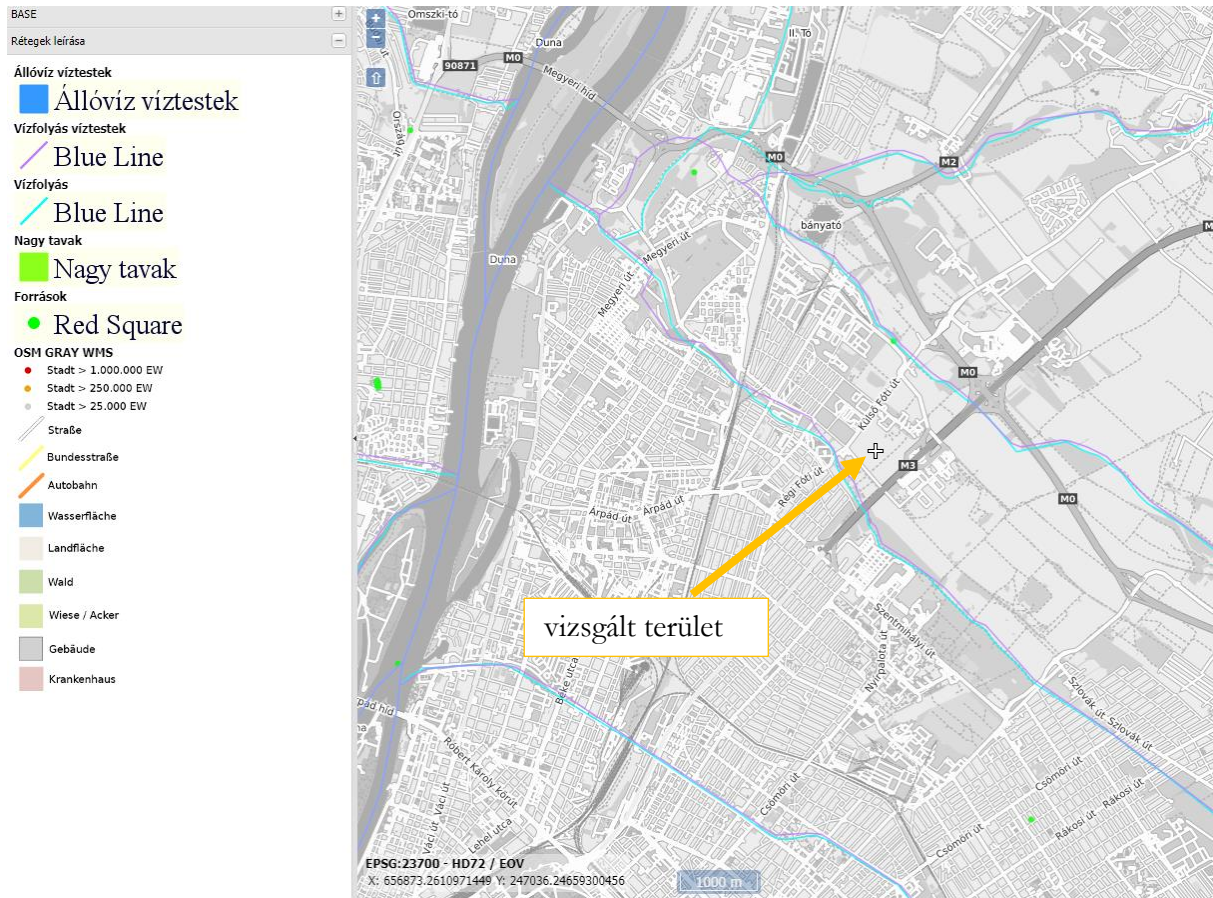 BASE
Rétegek leírása
Állóvíz víztestek
Állóvíz víztestek
Vízfolyás víztestek
Blue Line
Vízfolyás
Blue Line
Nagy tavak
Nagy tavak
Források
Red Square
OSM GRAY WMS
Stadt > 1.000.000 EW
Stadt > 250.000 EW
Stadt > 25.000 EW
Straße
Bundesstraße
Autobahn
Wasserfläche
Landfläche
Wald
Wiese / Acker
Gebäude
Krankenhaus
Omszki-tó
II. Tó
Duna
M0
90871
Megyeri híd
Ország út
M0
M2
bányató
Megyeri út
Duna
Megyeri út
M0
Külső Fóti út
M3
Régi Fóti út
M0
Árpád út
Árpád út
vizsgált terület
Szentmihályi út
Nyírpalota út
Béke utca
Szlovák út
Szlovák út
Róbert Károly körút
Váci út
Váci út
Lehel utca
Csömöri út
Csömöri út
Csömöri út
Rákosi út
Rákosi út
EPSG:23700 - HD72 / EOV
X: 656873.2610971449 Y: 247036.24659300456
1000 m